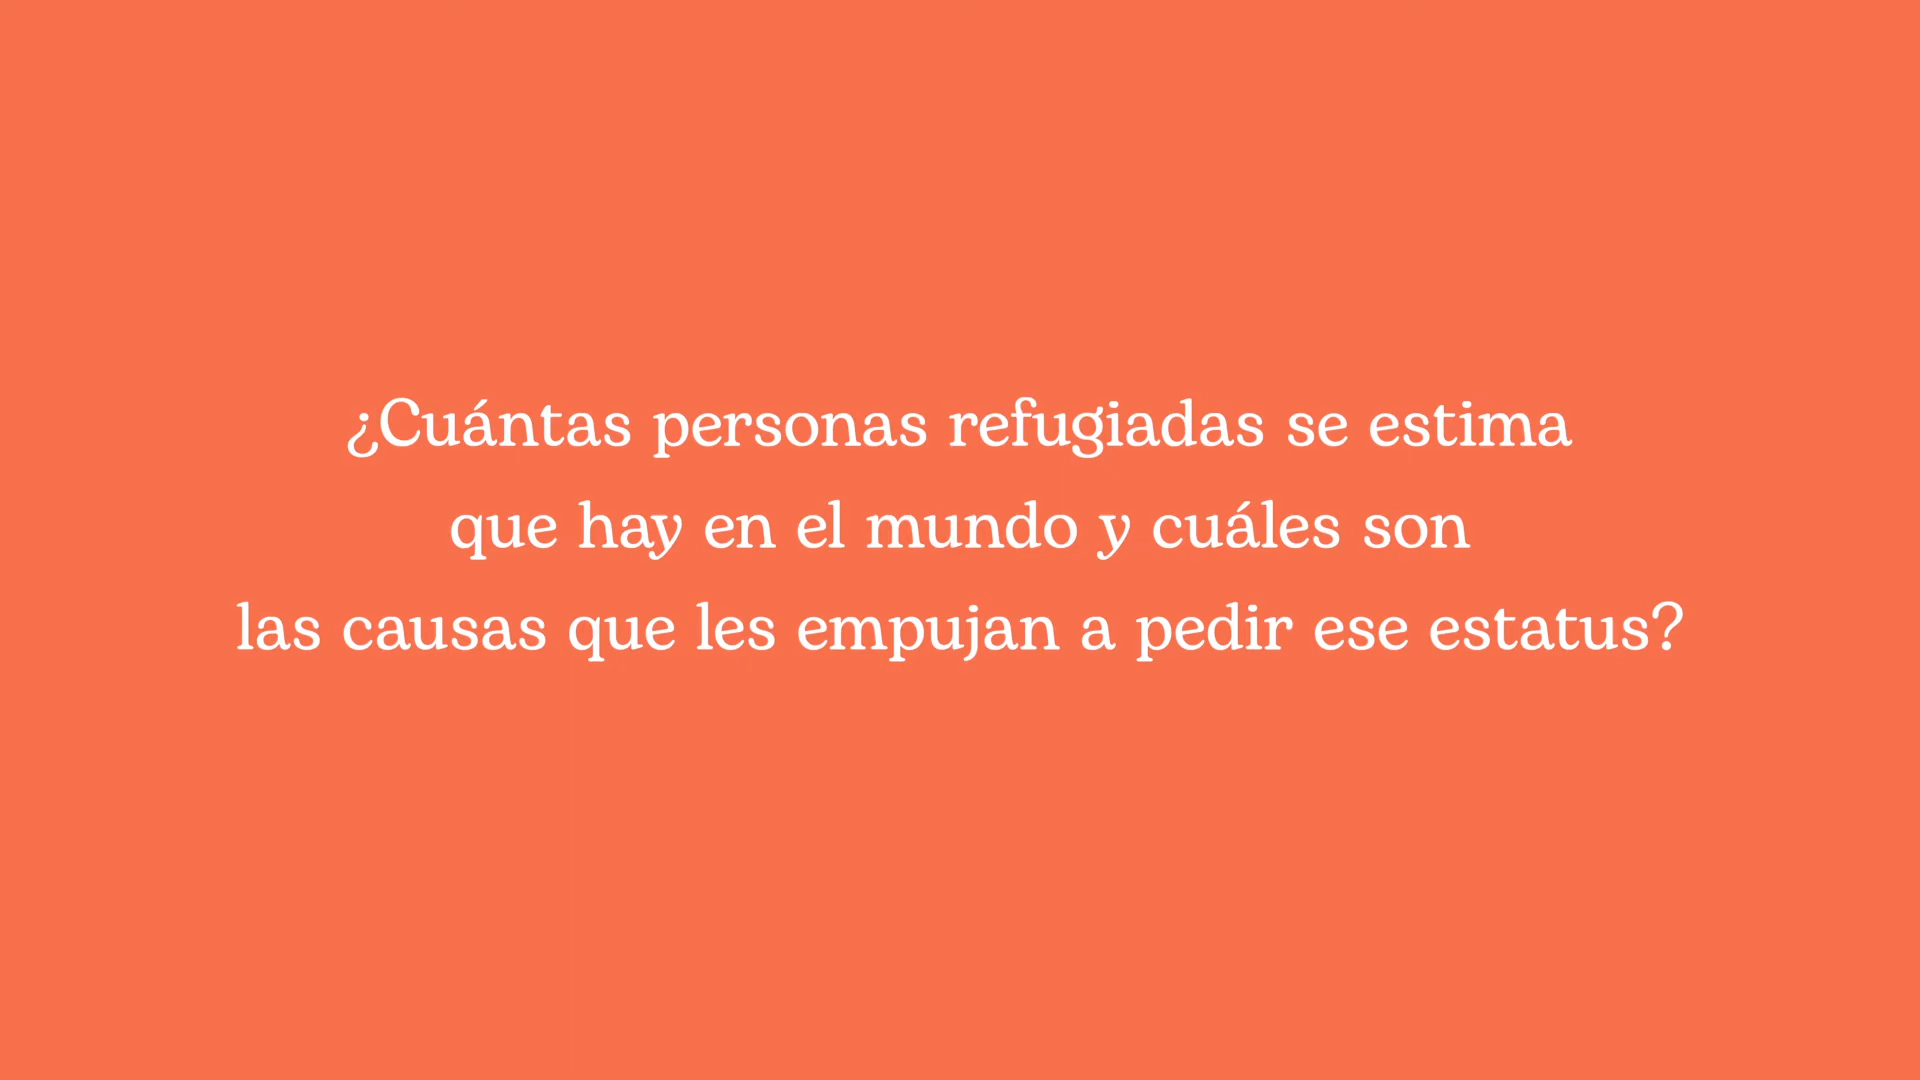 ¿Cuántas personas refugiadas se estima
que hay en el mundo y cuáles son
las causas que les empujan a pedir ese estatus?